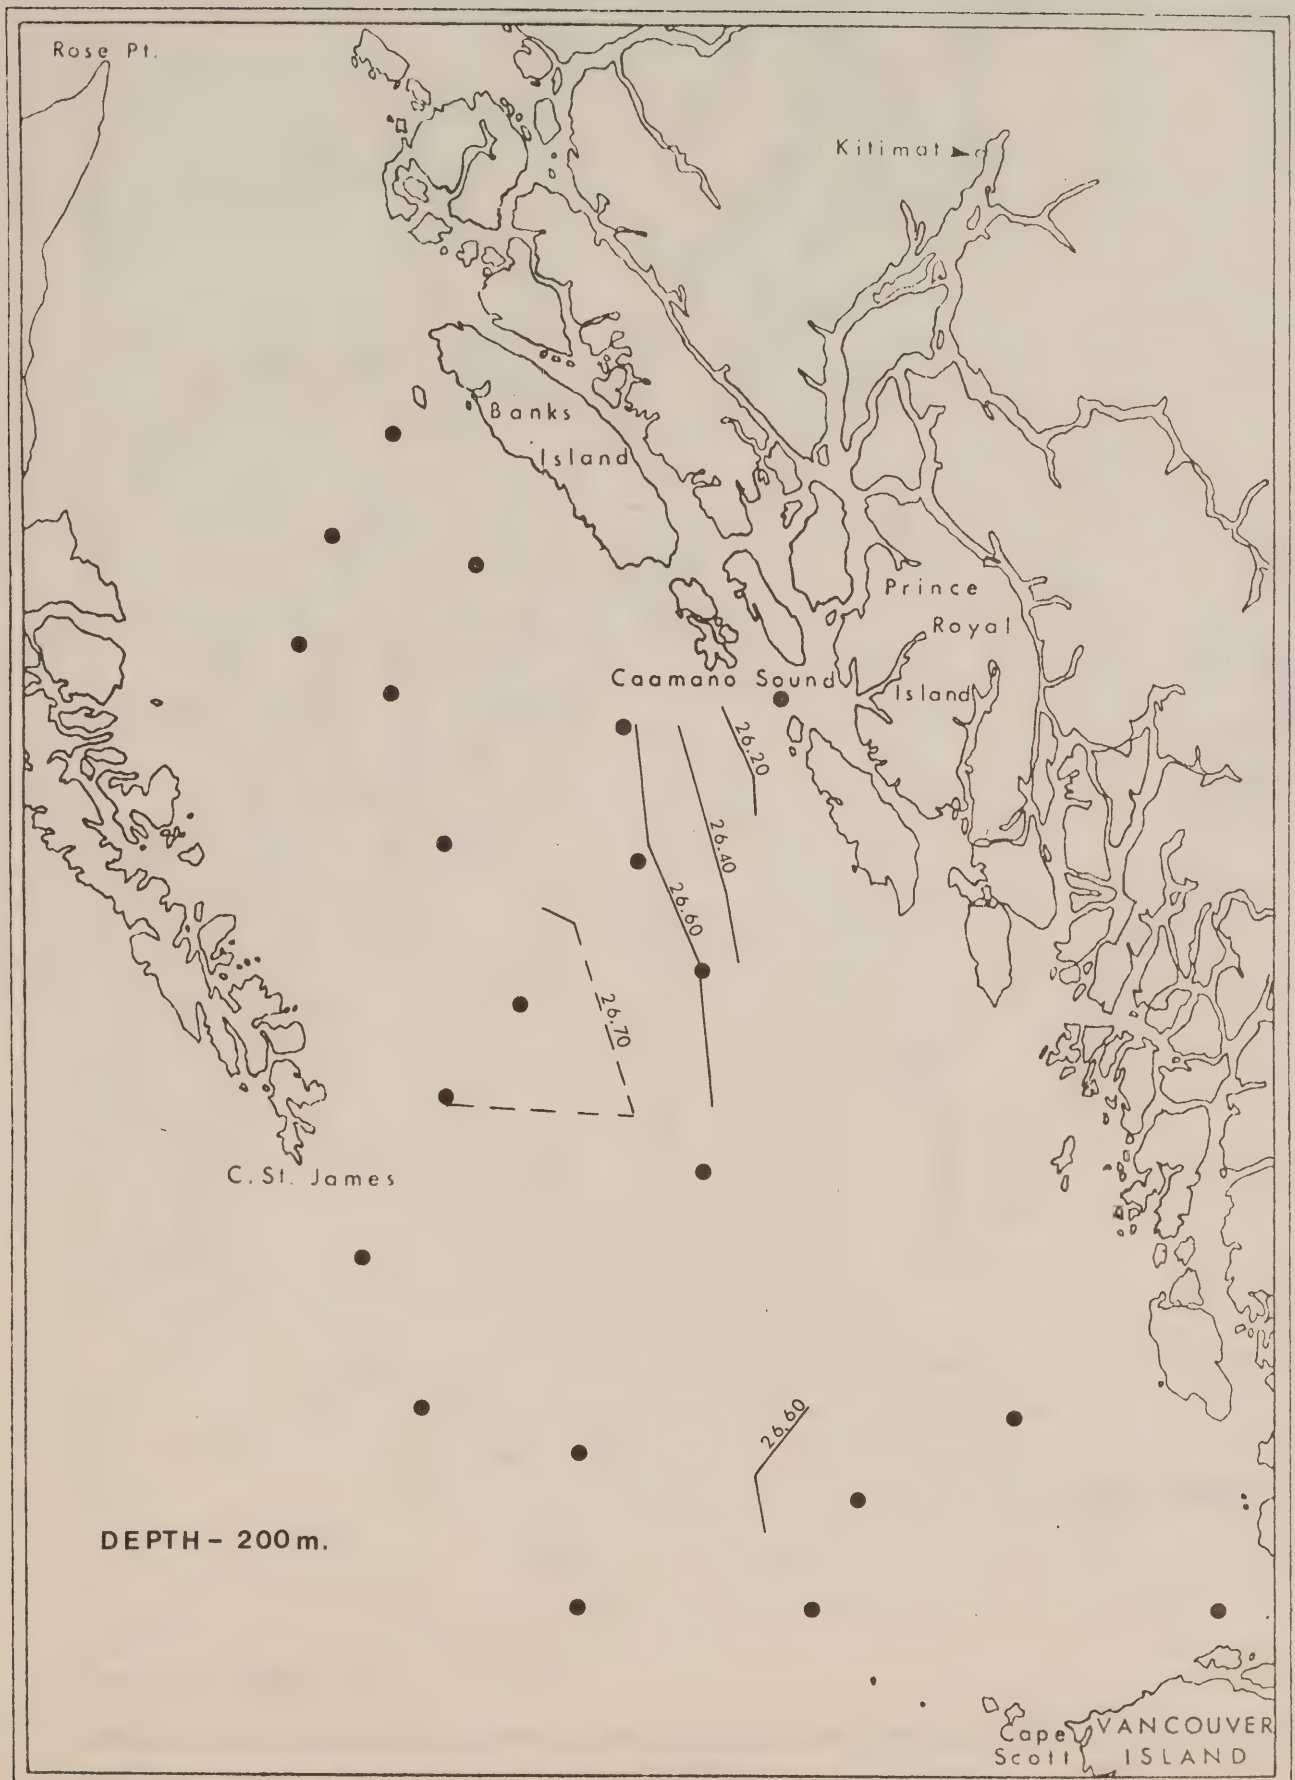 Rose Pt.
Kitimat
Banks
Island
Prince
Royal
Island
Caamano Sound
26.20
26.40
26.60
26.70
C. St. James
26.60
DEPTH - 200m.
Cape
Scott
VANCOUVER
ISLAND